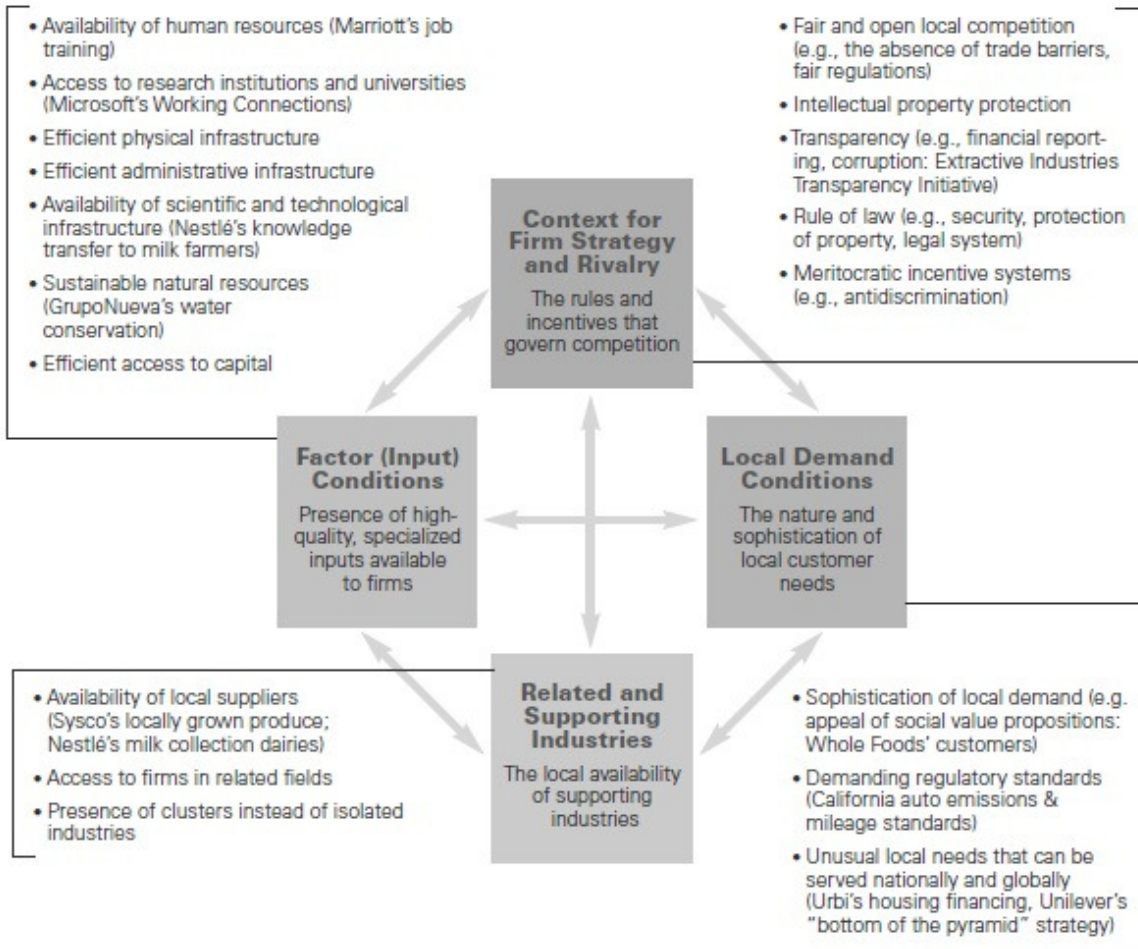 • Availability of human resources (Marriott's job
training)
• Access to research institutions and universities
(Microsoft's Working Connections)
• Efficient physical infrastructure
• Efficient administrative infrastructure
• Availability of scientific and technological
infrastructure (Nestlé's knowledge
transfer to milk farmers)
• Sustainable natural resources
(GrupoNueva's water
conservation)
• Efficient access to capital
• Fair and open local competition
(e.g., the absence of trade barriers,
fair regulations)
• Intellectual property protection
• Transparency (e.g., financial report-
ing, corruption: Extractive Industries
Transparency Initiative)
• Rule of law (e.g., security, protection
of property, legal system)
• Meritocratic incentive systems
(e.g., antidiscrimination)
Context for
Firm Strategy
and Rivalry
The rules and
incentives that
govern competition
Factor (Input)
Conditions
Presence of high-
quality, specialized
inputs available
to firms
Local Demand
Conditions
The nature and
sophistication of
local customer
needs
Related and
Supporting
Industries
The local availability
of supporting
industries
• Availability of local suppliers
(Sysco's locally grown produce;
Nestlé's milk collection dairies)
• Access to firms in related fields
• Presence of clusters instead of isolated
industries
• Sophistication of local demand (e.g.
appeal of social value propositions:
Whole Foods' customers)
• Demanding regulatory standards
(California auto emissions &
mileage standards)
• Unusual local needs that can be
served nationally and globally
(Urbi's housing financing, Unilever's
"bottom of the pyramid" strategy)